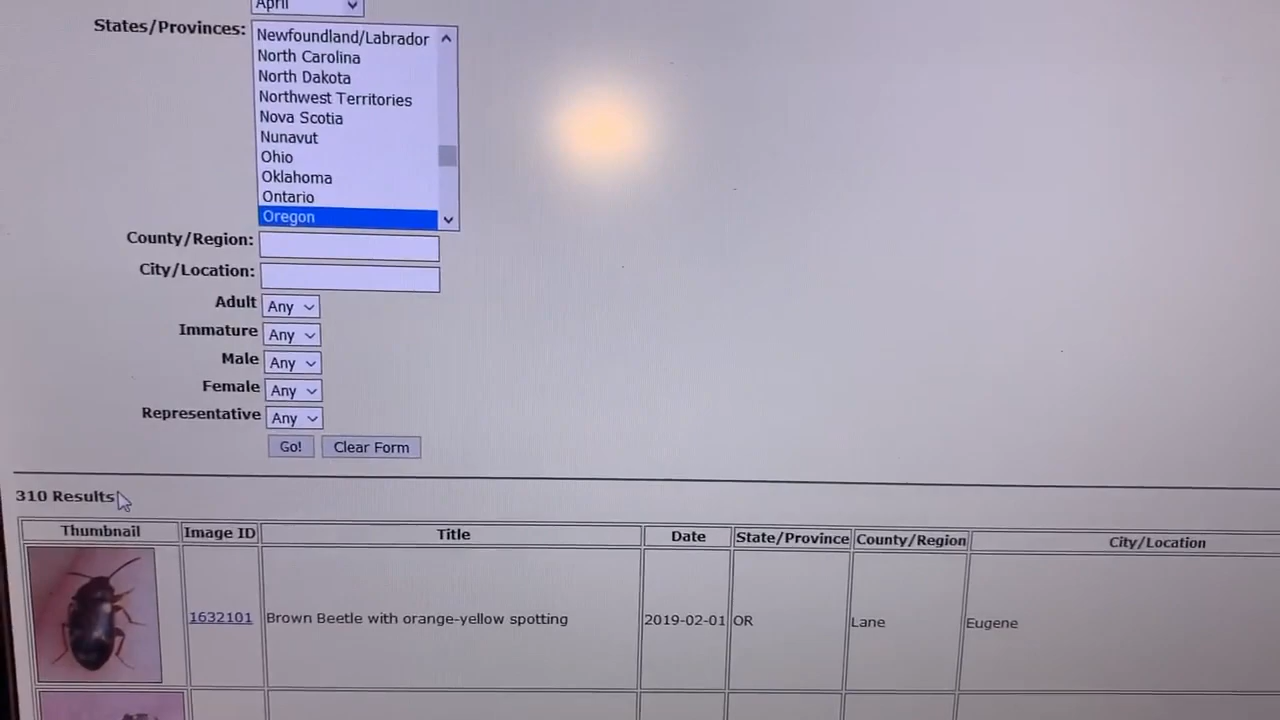 April
States/Provinces:
Newfoundland/Labrador
North Carolina
North Dakota
Northwest Territories
Nova Scotia
Nunavut
Ohio
Oklahoma
Ontario
Oregon
County/Region:
City/Location:
Adult Any
Immature Any
Male Any
Female Any
Representative Any
Go! Clear Form
310 Results
Thumbnail Image ID Title Date State/Province County/Region City/Location
1632101 Brown Beetle with orange-yellow spotting 2019-02-01 OR Lane Eugene